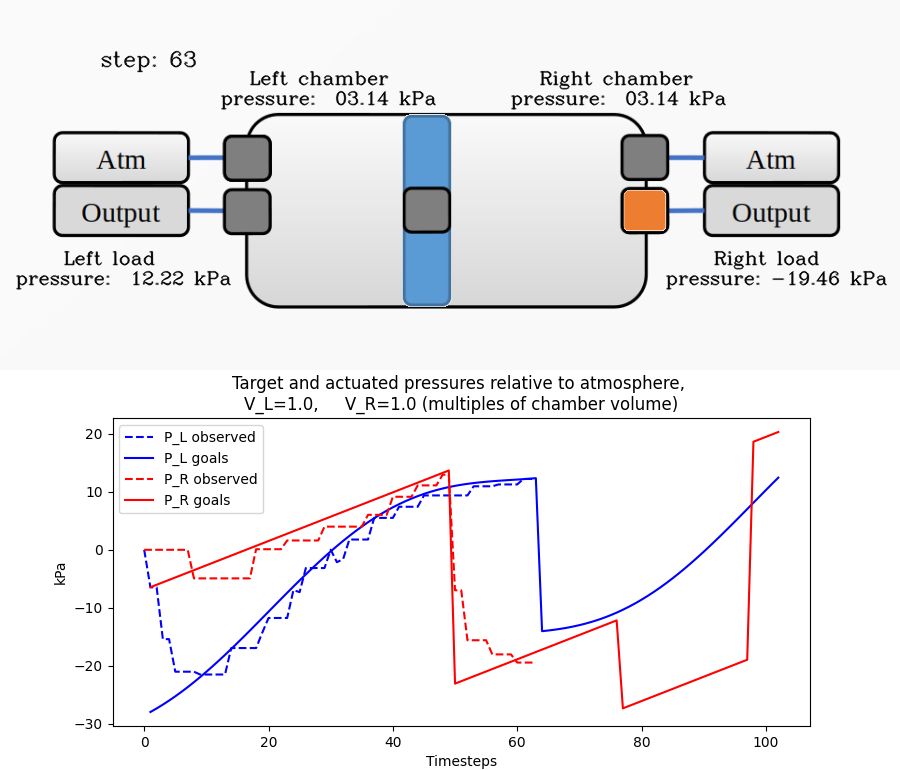 step: 63
Left chamber
pressure: 03.14 kPa
Right chamber
pressure: 03.14 kPa
Atm
Output
Atm
Output
Left load
pressure: 12.22 kPa
Right load
pressure: −19.46 kPa
Target and actuated pressures relative to atmosphere,
V_L=1.0, V_R=1.0 (multiples of chamber volume)
P_L observed
P_L goals
P_R observed
P_R goals
20
10
0
−10
−20
−30
kPa
0 20 40 60 80 100
Timesteps